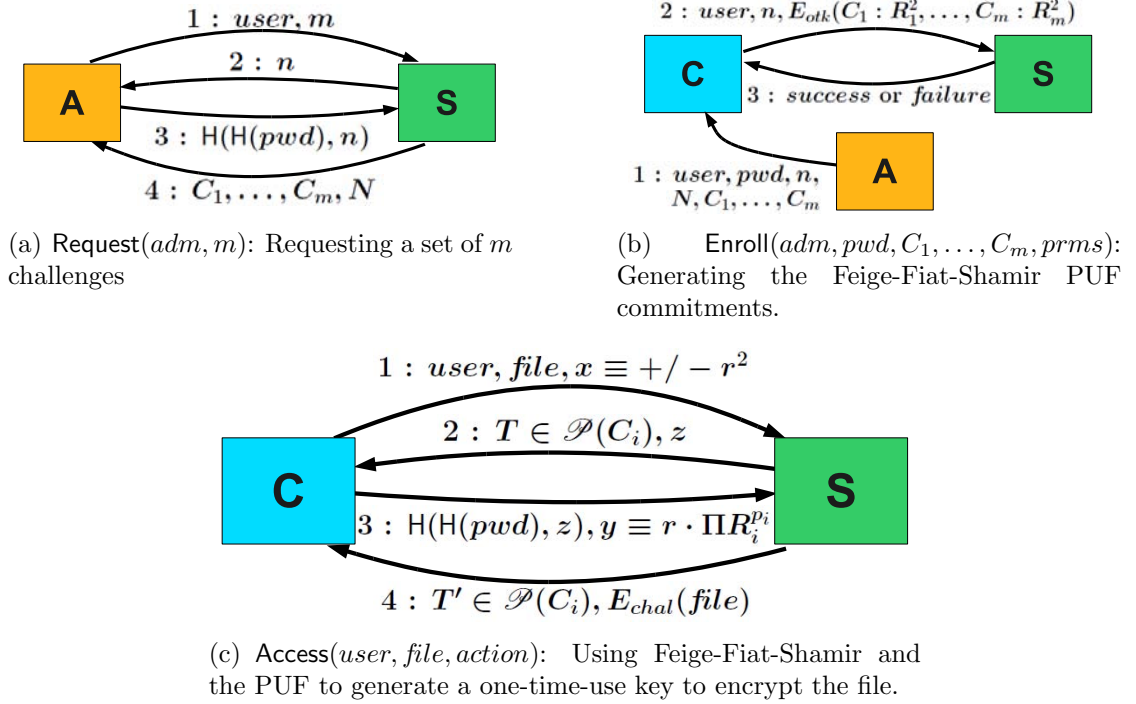 1 : user, m
2 : n
A
S
3 : H(H(pwd), n)
4 : C₁, . . . , Cₘ, N
(a) Request(adm, m): Requesting a set of m
challenges
2 : user, n, Eₒₜₖ(C₁ : R₁², . . . , Cₘ : Rₘ²)
C
S
3 : success or failure
A
1 : user, pwd, n,
N, C₁, . . . , Cₘ
(b) Enroll(adm, pwd, C₁, . . . , Cₘ, prms):
Generating the Feige-Fiat-Shamir PUF
commitments.
1 : user, file, x ≡ +/− r²
2 : T ∈ 𝒫(Cᵢ), z
C
S
3 : H(H(pwd), z), y ≡ r · ΠRᵢ^{pᵢ}
4 : T′ ∈ 𝒫(Cᵢ), E_{chal}(file)
(c) Access(user, file, action): Using Feige-Fiat-Shamir and
the PUF to generate a one-time-use key to encrypt the file.